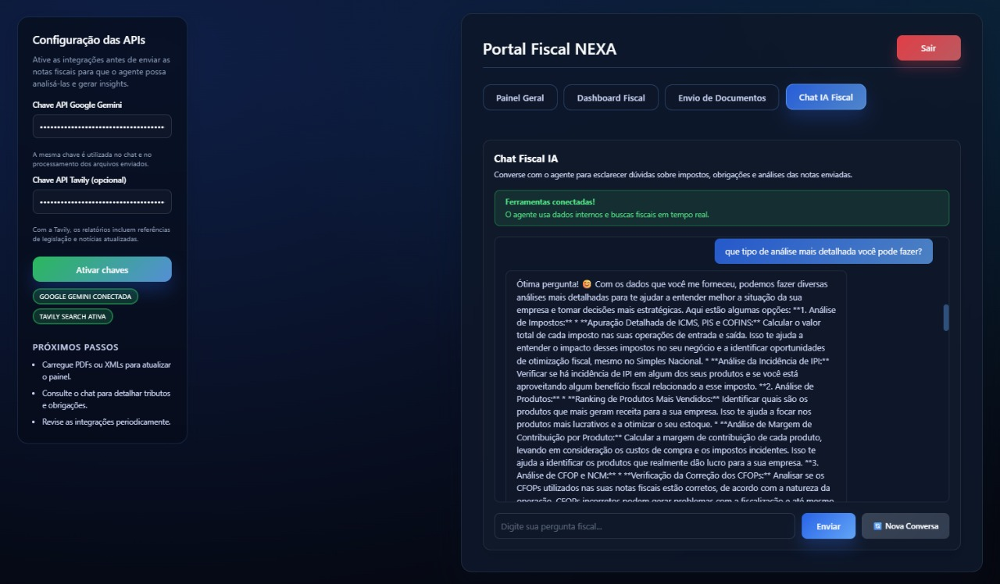 Configuração das APIs
Ative as integrações antes de enviar as
notas fiscais para que o agente possa
analisá-las e gerar insights.
Chave API Google Gemini
A mesma chave é utilizada no chat e no
processamento dos arquivos enviados.
Chave API Tavily (opcional)
Com a Tavily, os relatórios incluem referências
de legislação e notícias atualizadas.
Ativar chaves
GOOGLE GEMINI CONECTADA
TAVILY SEARCH ATIVA
PRÓXIMOS PASSOS
• Carregue PDFs ou XMLs para atualizar
o painel.
• Consulte o chat para detalhar tributos
e obrigações.
• Revise as integrações periodicamente.
Portal Fiscal NEXA
Sair
Painel Geral
Dashboard Fiscal
Envio de Documentos
Chat IA Fiscal
Chat Fiscal IA
Converse com o agente para esclarecer dúvidas sobre impostos, obrigações e análises das notas enviadas.
Ferramentas conectadas!
O agente usa dados internos e buscas fiscais em tempo real.
que tipo de análise mais detalhada você pode fazer?
Ótima pergunta! 😊 Com os dados que você me forneceu, podemos fazer diversas
análises mais detalhadas para te ajudar a entender melhor a situação da sua
empresa e tomar decisões mais estratégicas. Aqui estão algumas opções: **1. Análise
de Impostos:** * **Apuração Detalhada de ICMS, PIS e COFINS:** Calcular o valor
total de cada imposto nas suas operações de entrada e saída. Isso te ajuda a
entender o impacto desses impostos no seu negócio e a identificar oportunidades
de otimização fiscal, mesmo no Simples Nacional. * **Análise da Incidência de IPI:**
Verificar se há incidência de IPI em algum dos seus produtos e se você está
aproveitando algum benefício fiscal relacionado a esse imposto. **2. Análise de
Produtos:** * **Ranking de Produtos Mais Vendidos:** Identificar quais são os
produtos que mais geram receita para a sua empresa. Isso te ajuda a focar nos
produtos mais lucrativos e a otimizar o seu estoque. * **Análise de Margem de
Contribuição por Produto:** Calcular a margem de contribuição de cada produto,
levando em consideração os custos de compra e os impostos incidentes. Isso te
ajuda a identificar os produtos que realmente dão lucro para a sua empresa. **3.
Análise de CFOP e NCM:** * **Verificação da Correção dos CFOPs:** Analisar se os
CFOPs utilizados nas suas notas fiscais estão corretos, de acordo com a natureza da
operação. CFOPs incorretos podem gerar problemas com a fiscalização e até mesmo
Digite sua pergunta fiscal...
Enviar
Nova Conversa